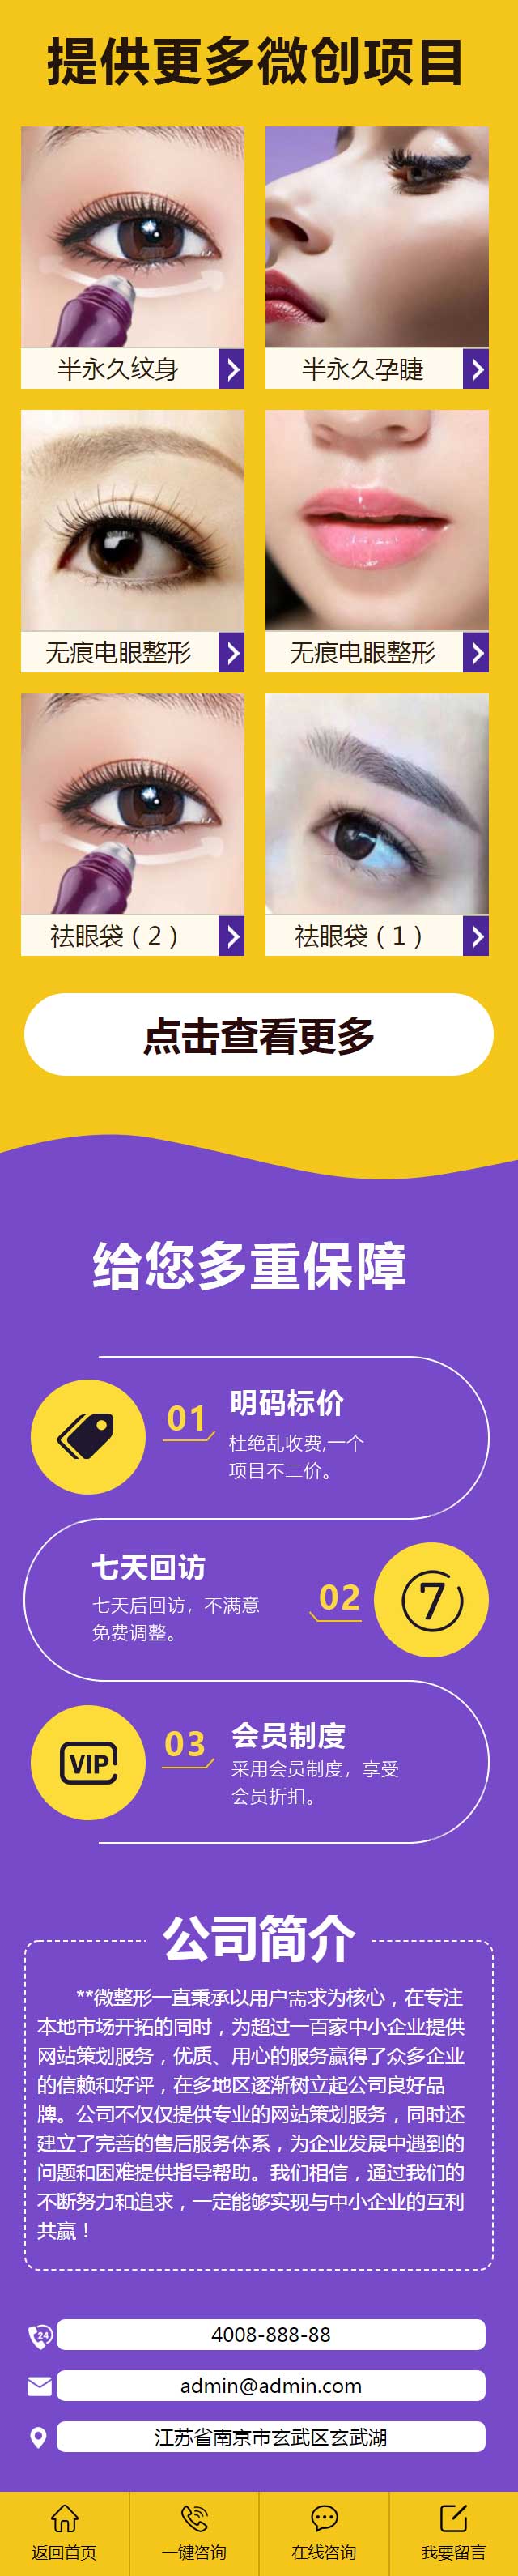 提供更多微创项目
半永久纹身
半永久孕睫
无痕电眼整形
无痕电眼整形
祛眼袋（2）
祛眼袋（1）
点击查看更多
给您多重保障
01
明码标价
杜绝乱收费,一个
项目不二价。
七天回访
七天后回访，不满意
免费调整。
02
7
VIP
03
会员制度
采用会员制度，享受
会员折扣。
公司简介
**微整形一直秉承以用户需求为核心，在专注
本地市场开拓的同时，为超过一百家中小企业提供
网站策划服务，优质、用心的服务赢得了众多企业
的信赖和好评，在多地区逐渐树立起公司良好品
牌。公司不仅仅提供专业的网站策划服务，同时还
建立了完善的售后服务体系，为企业发展中遇到的
问题和困难提供指导帮助。我们相信，通过我们的
不断努力和追求，一定能够实现与中小企业的互利
共赢！
24
4008-888-88
admin@admin.com
江苏省南京市玄武区玄武湖
返回首页
一键咨询
在线咨询
我要留言